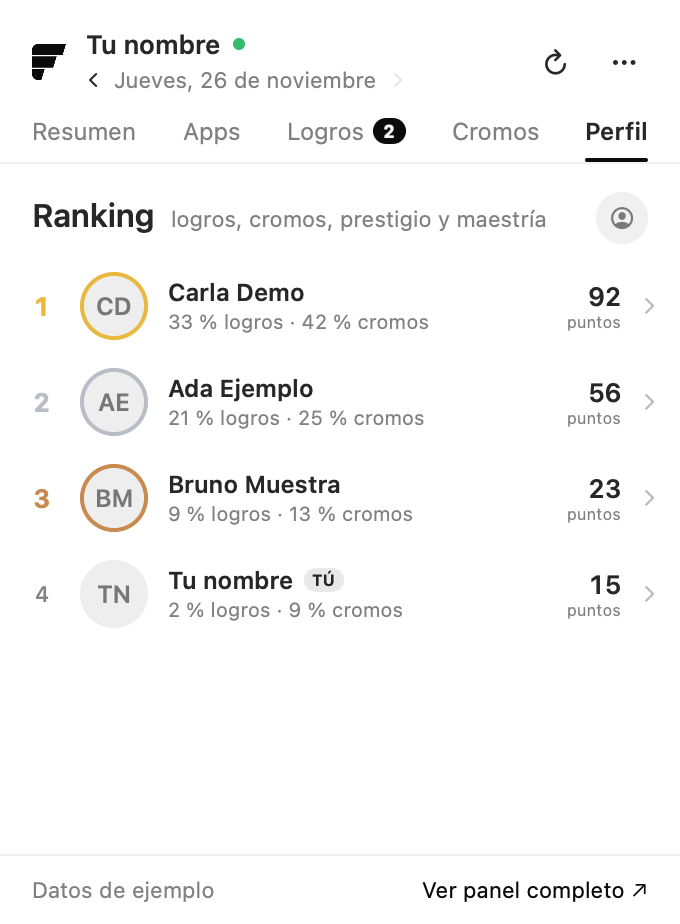 Tu nombre
Jueves, 26 de noviembre
Resumen Apps Logros 2 Cromos Perfil
Ranking logros, cromos, prestigio y maestría
1 CD Carla Demo 92
33 % logros · 42 % cromos puntos
2 AE Ada Ejemplo 56
21 % logros · 25 % cromos puntos
3 BM Bruno Muestra 23
9 % logros · 13 % cromos puntos
4 TN Tu nombre TÚ 15
2 % logros · 9 % cromos puntos
Datos de ejemplo Ver panel completo ↗